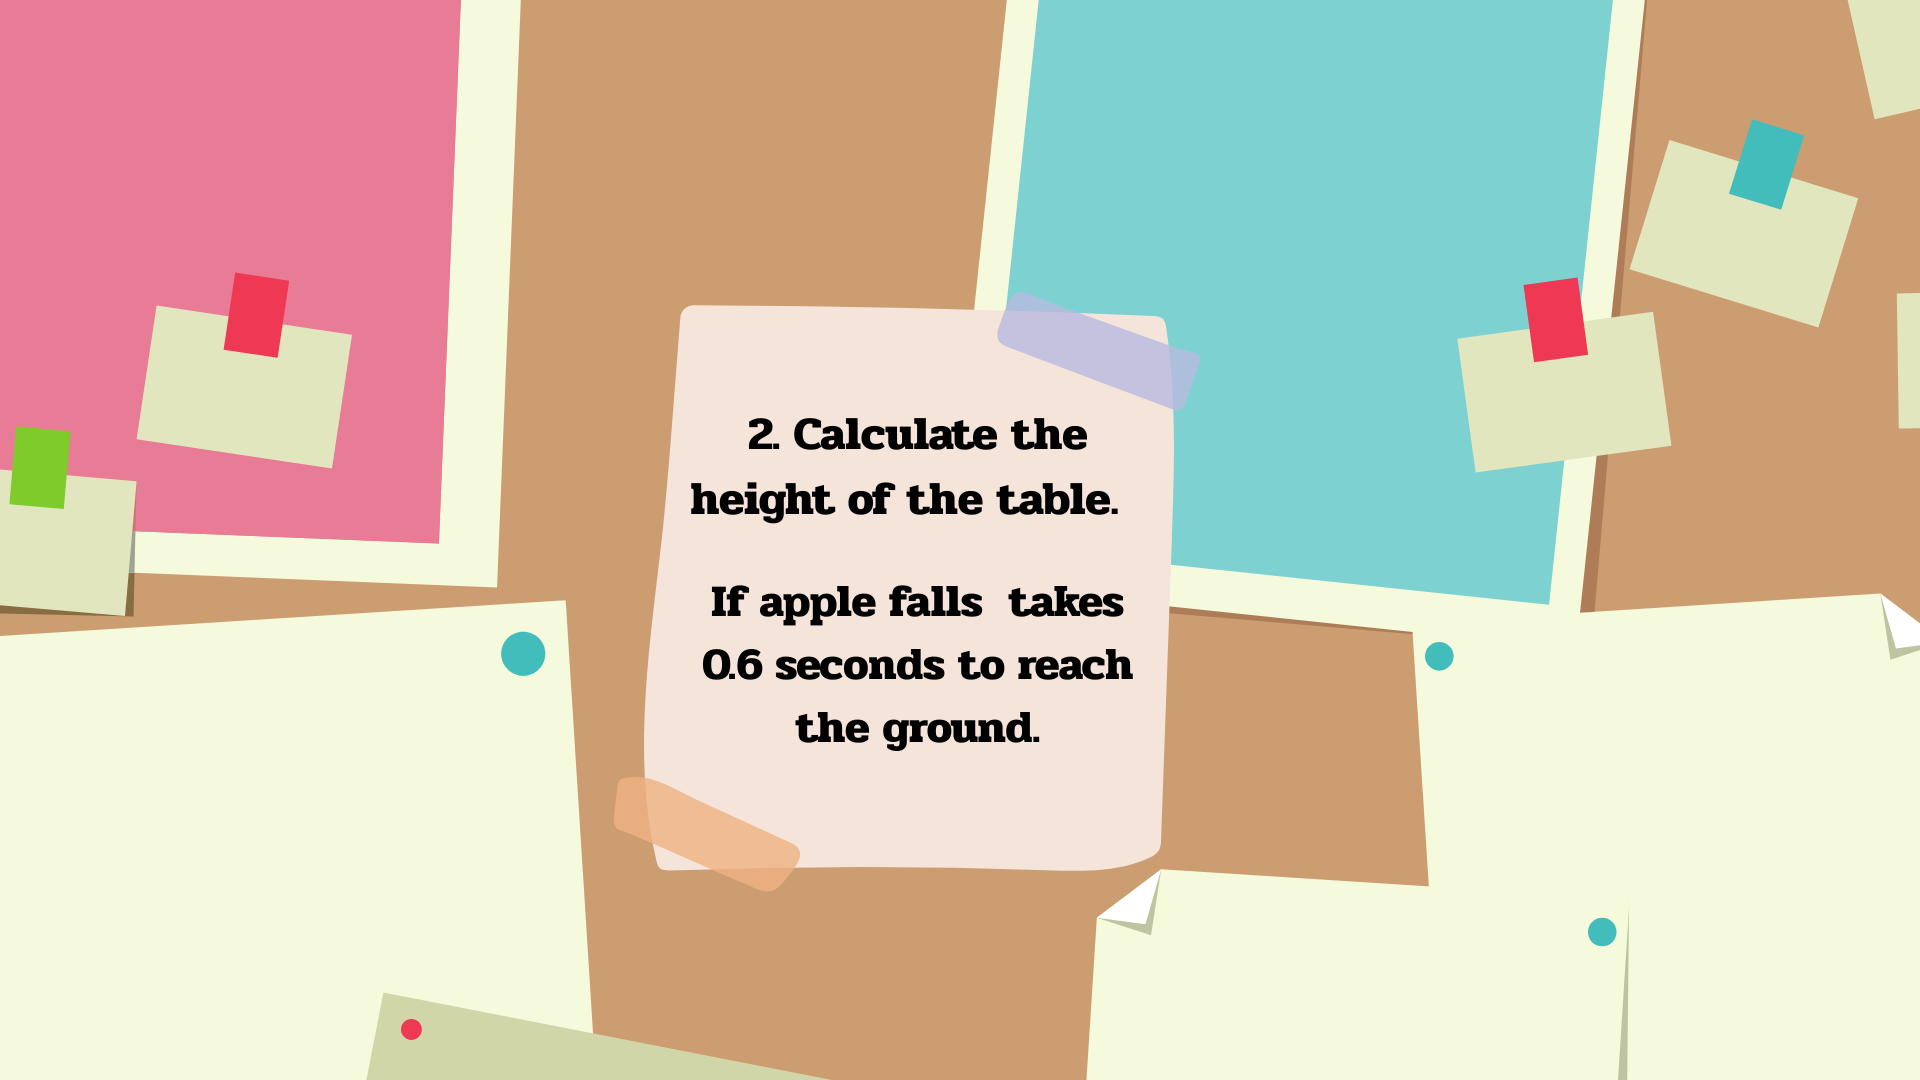 2. Calculate the
height of the table.
If apple falls  takes
0.6 seconds to reach
the ground.